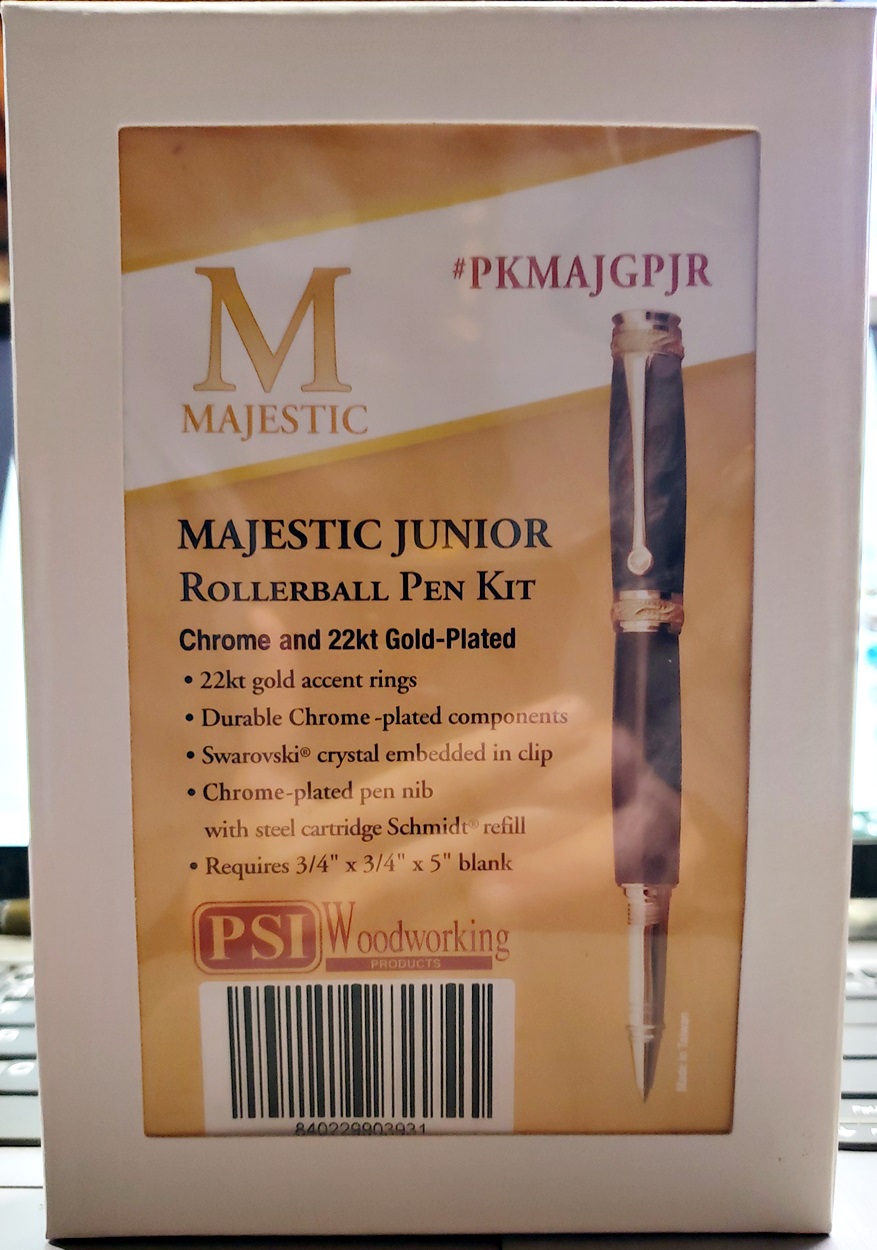 #PKMAJGPJR
M
MAJESTIC
MAJESTIC JUNIOR
ROLLERBALL PEN KIT
Chrome and 22kt Gold-Plated
• 22kt gold accent rings
• Durable Chrome-plated components
• Swarovski® crystal embedded in clip
• Chrome-plated pen nib
with steel cartridge Schmidt® refill
• Requires 3/4" x 3/4" x 5" blank
PSI Woodworking
PRODUCTS
Made in Taiwan
840229903931